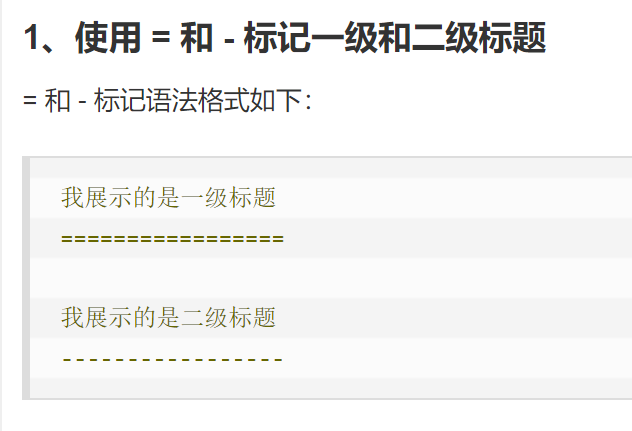 1、使用 = 和 - 标记一级和二级标题
= 和 - 标记语法格式如下：
我展示的是一级标题
=================
我展示的是二级标题
-----------------